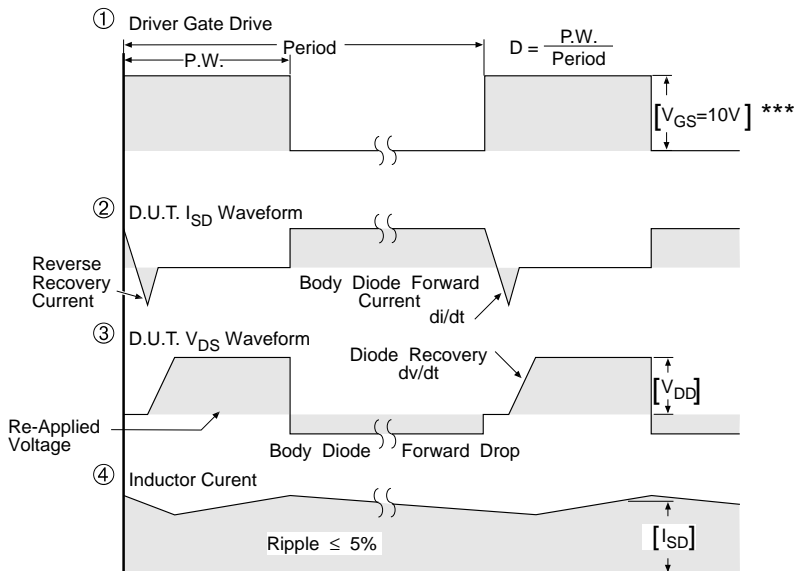 ① Driver Gate Drive
Period
P.W.
D = P.W. / Period
[VGS=10V] ***
② D.U.T. ISD Waveform
Reverse
Recovery
Current
Body Diode Forward
Current
di/dt
③ D.U.T. VDS Waveform
Diode Recovery
dv/dt
[VDD]
Re-Applied
Voltage
Body Diode Forward Drop
④ Inductor Curent
Ripple ≤ 5%
[ISD]